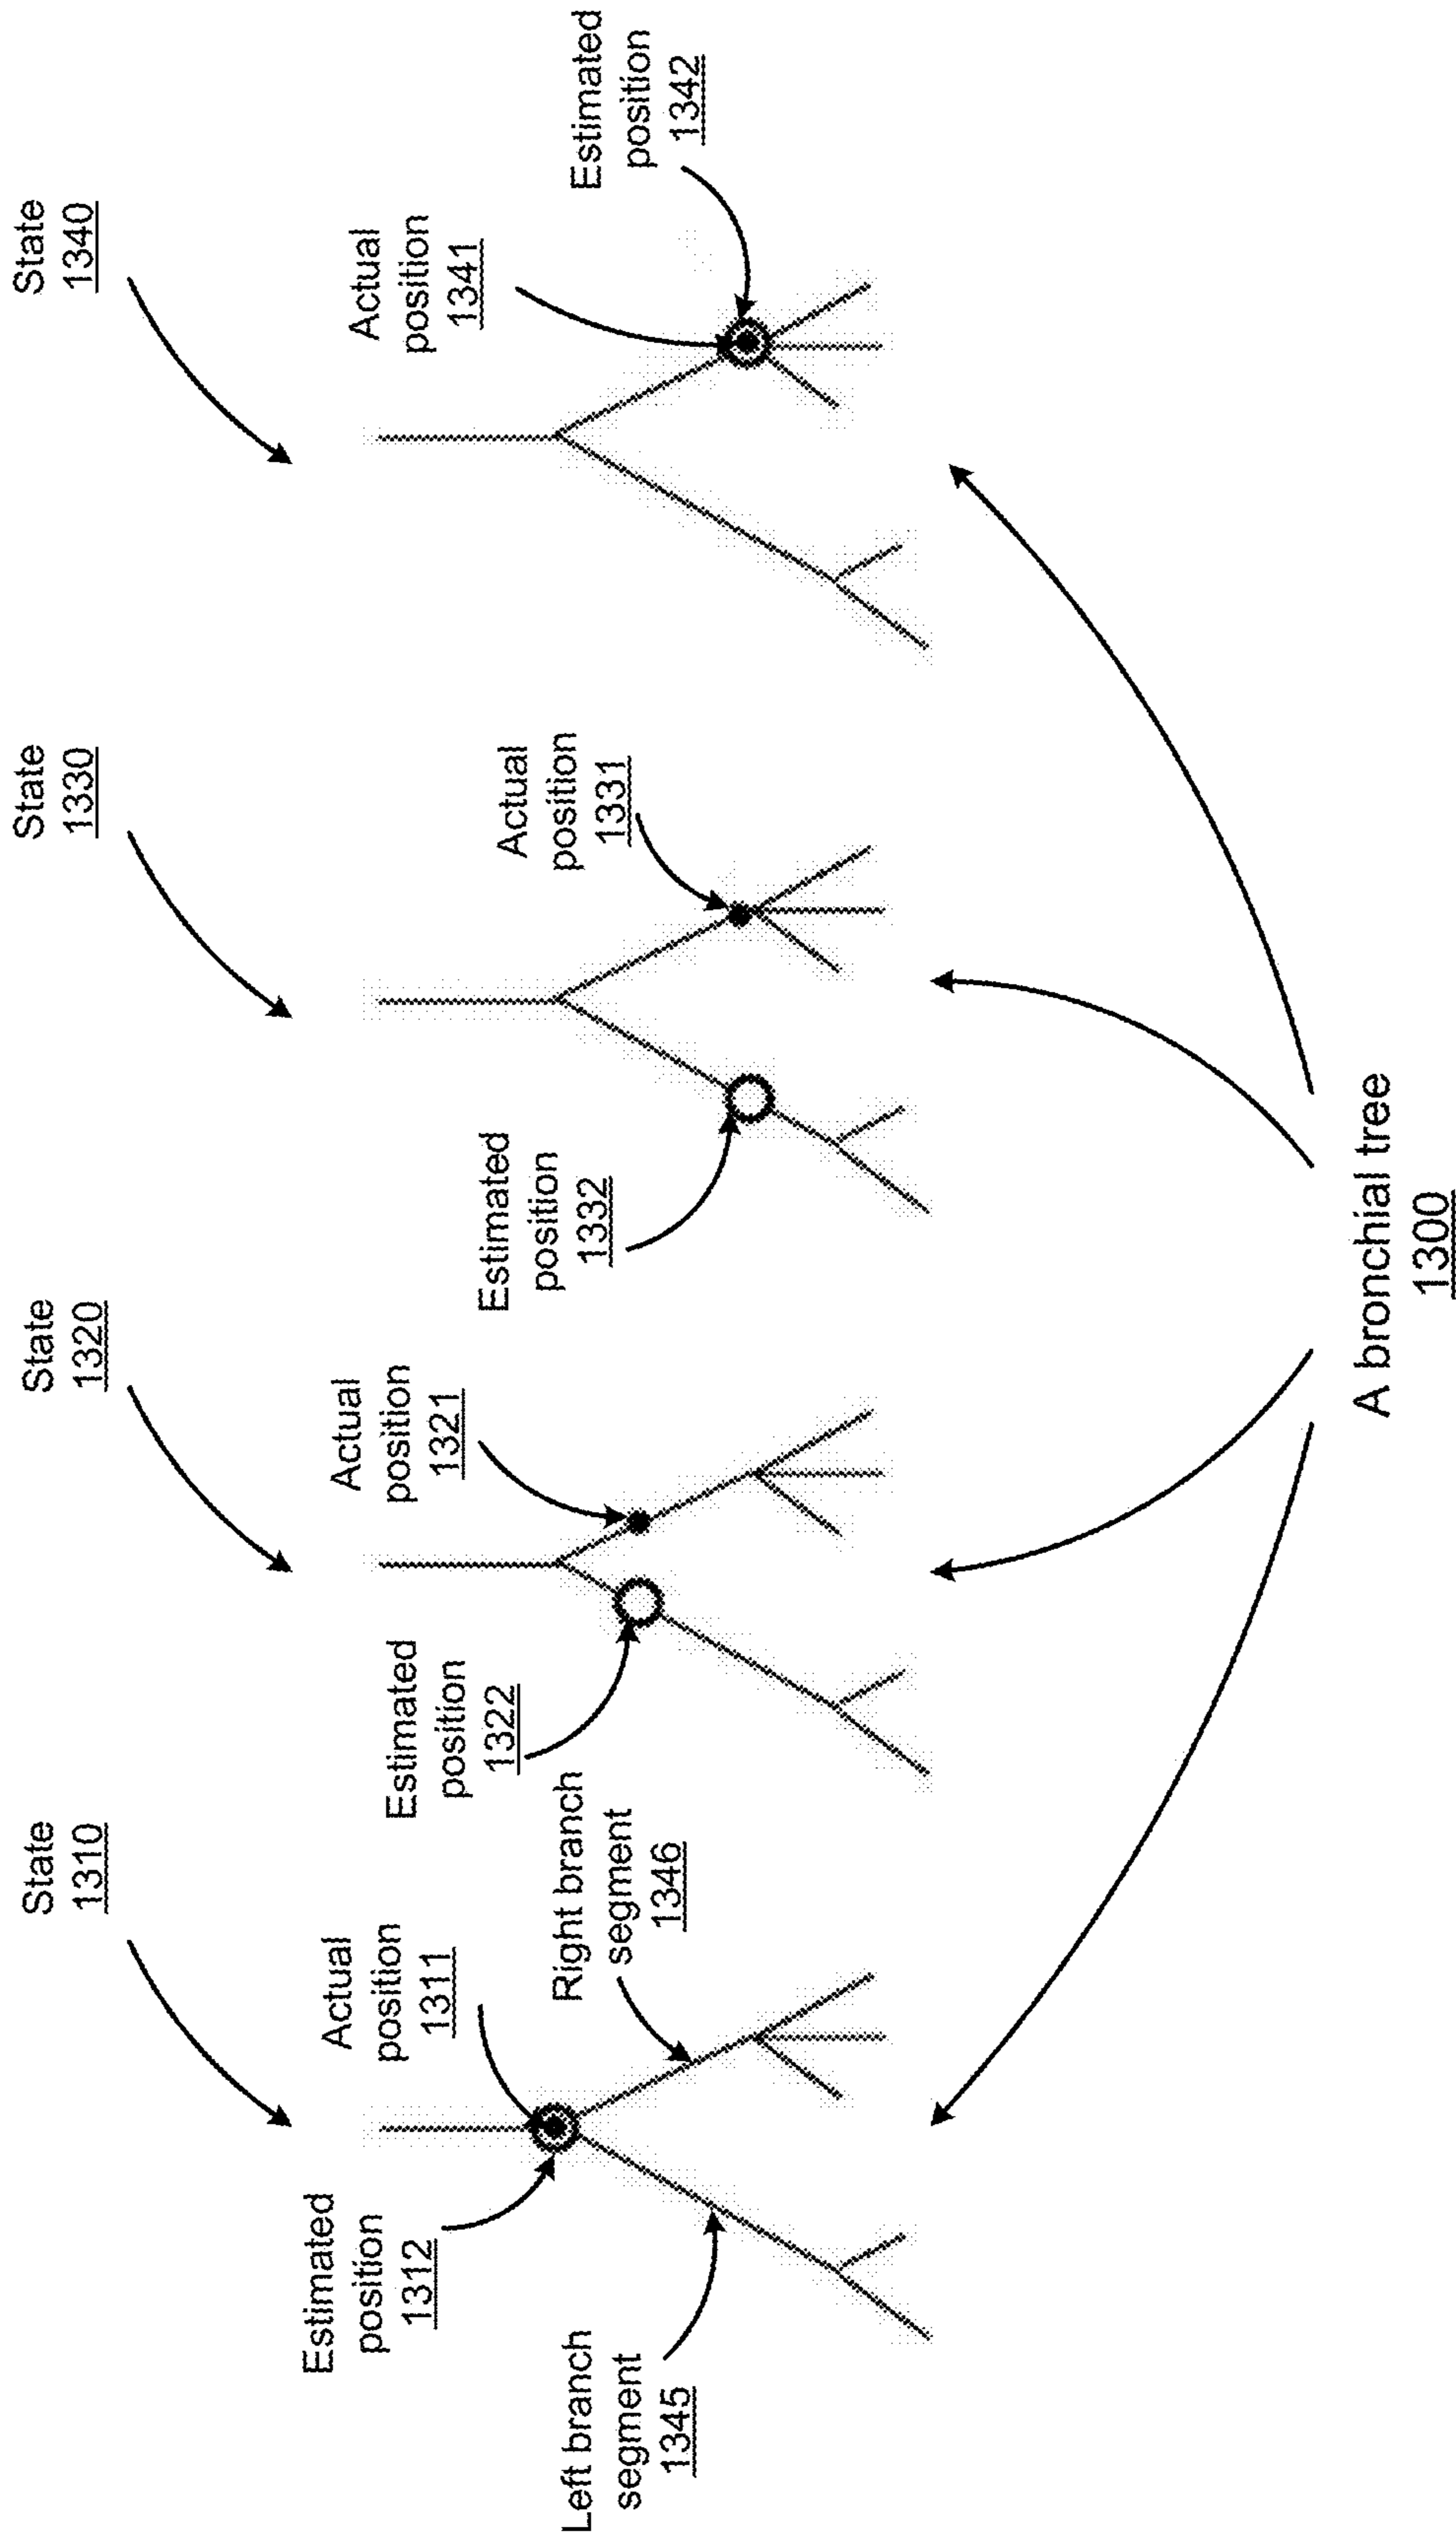 State
1310
State
1320
State
1330
State
1340
Estimated
position
1312
Actual
position
1311
Left branch
segment
1345
Right branch
segment
1346
Estimated
position
1322
Actual
position
1321
Estimated
position
1332
Actual
position
1331
Actual
position
1341
Estimated
position
1342
A bronchial tree
1300